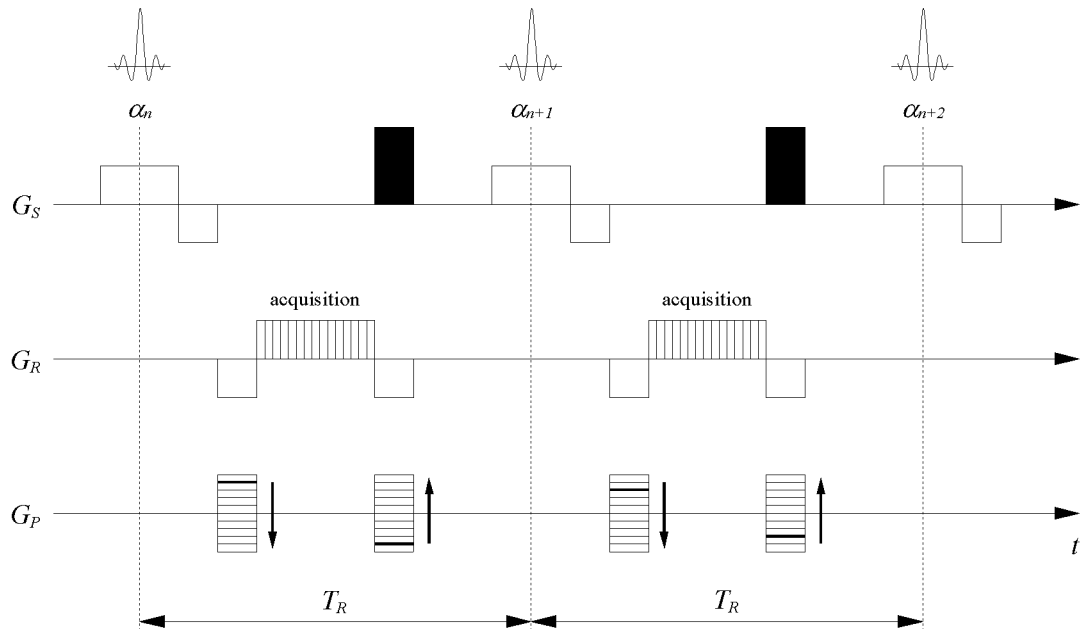 αn αn+1 αn+2
GS
acquisition acquisition
GR
GP
t
TR TR